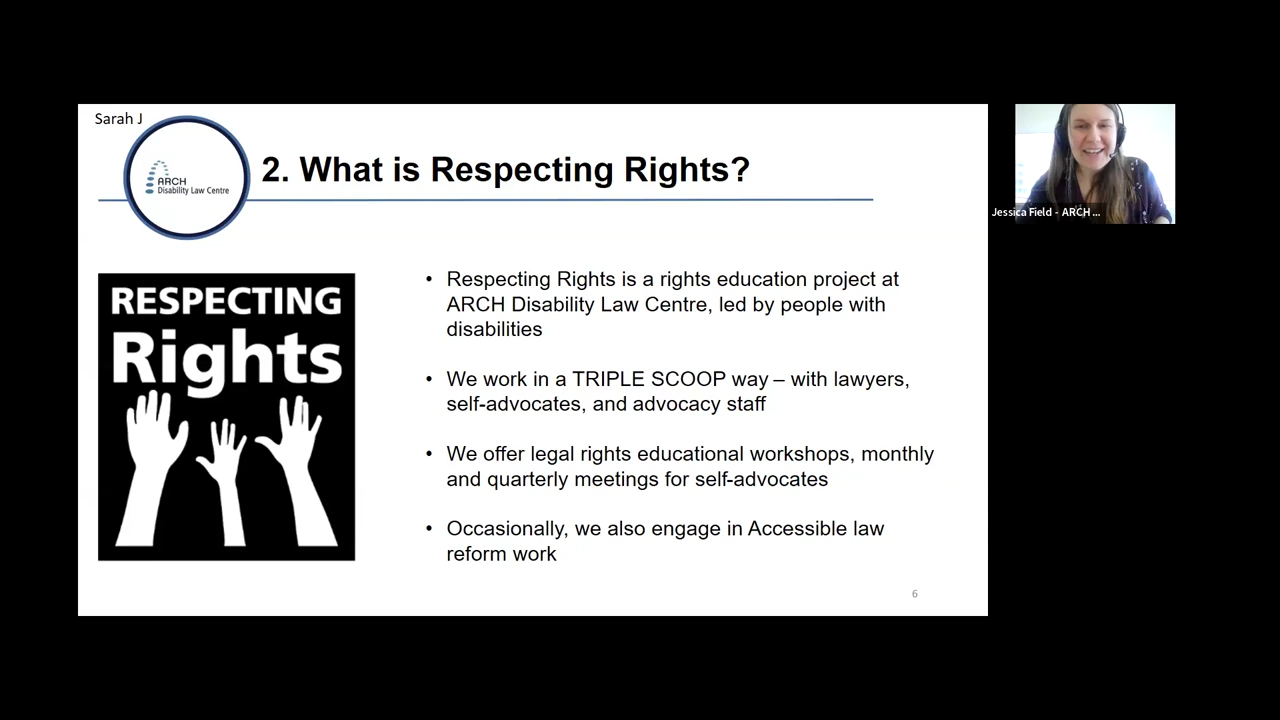 Sarah J
ARCH
Disability Law Centre
2. What is Respecting Rights?
RESPECTING
Rights
• Respecting Rights is a rights education project at
ARCH Disability Law Centre, led by people with
disabilities
• We work in a TRIPLE SCOOP way – with lawyers,
self-advocates, and advocacy staff
• We offer legal rights educational workshops, monthly
and quarterly meetings for self-advocates
• Occasionally, we also engage in Accessible law
reform work
6
Jessica Field - ARCH ...